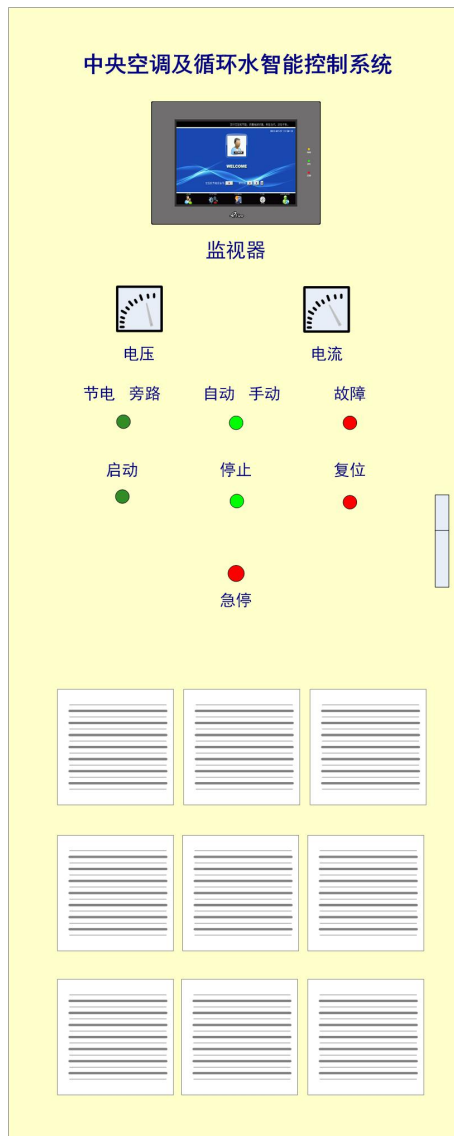 中央空调及循环水智能控制系统
WELCOME
监视器
电压 电流
节电 旁路 自动 手动 故障
启动 停止 复位
急停